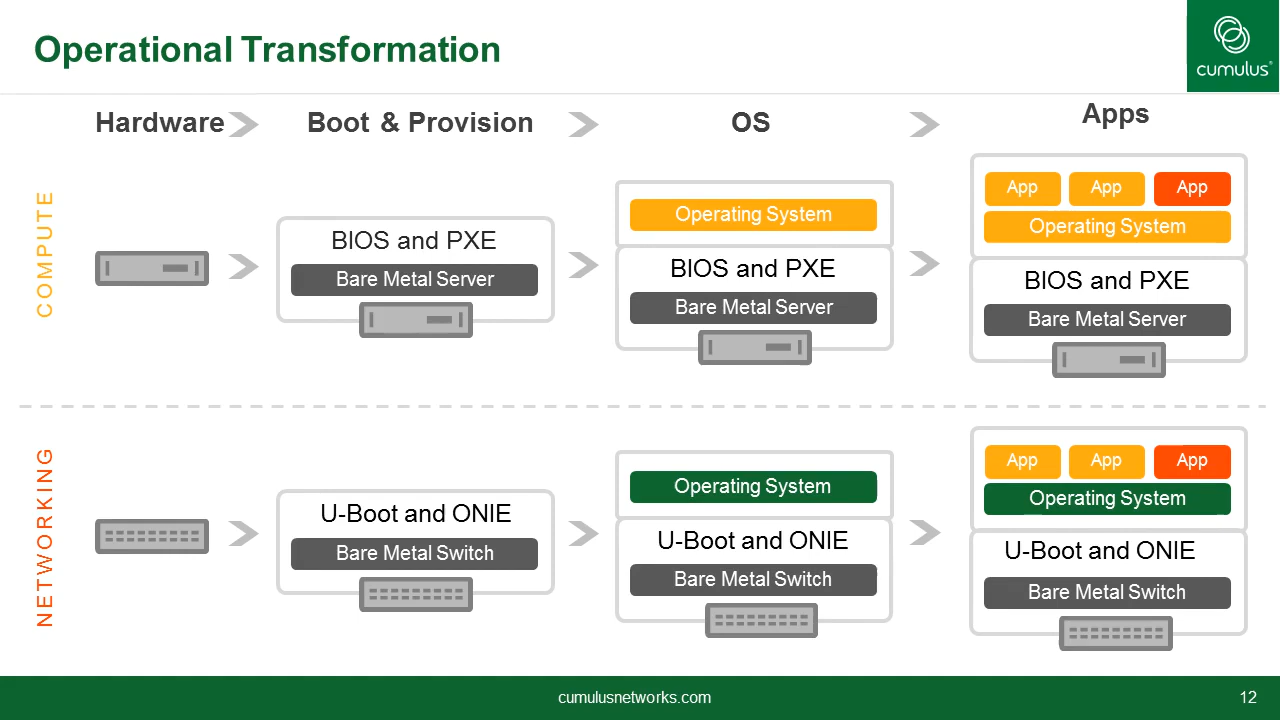 Operational Transformation
cumulus®
Hardware
Boot & Provision
OS
Apps
COMPUTE
BIOS and PXE
Bare Metal Server
Operating System
BIOS and PXE
Bare Metal Server
App App App
Operating System
BIOS and PXE
Bare Metal Server
NETWORKING
U-Boot and ONIE
Bare Metal Switch
Operating System
U-Boot and ONIE
Bare Metal Switch
App App App
Operating System
U-Boot and ONIE
Bare Metal Switch
cumulusnetworks.com
12